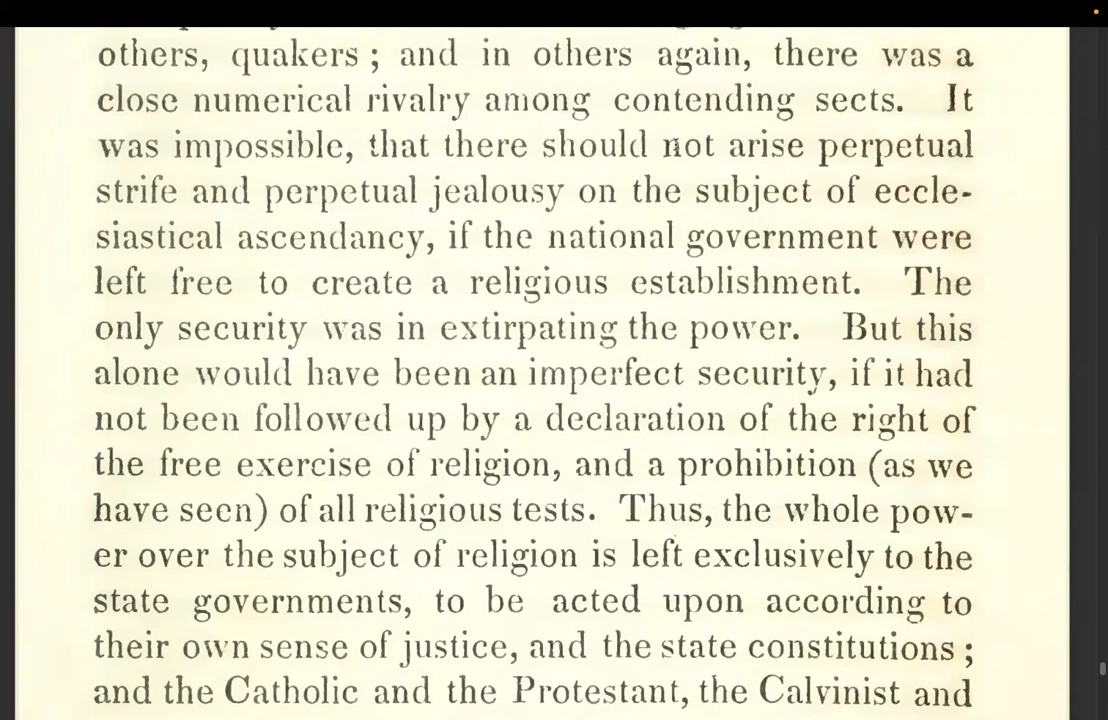 others, quakers ; and in others again, there was a
close numerical rivalry among contending sects. It
was impossible, that there should not arise perpetual
strife and perpetual jealousy on the subject of eccle-
siastical ascendancy, if the national government were
left free to create a religious establishment. The
only security was in extirpating the power. But this
alone would have been an imperfect security, if it had
not been followed up by a declaration of the right of
the free exercise of religion, and a prohibition (as we
have seen) of all religious tests. Thus, the whole pow-
er over the subject of religion is left exclusively to the
state governments, to be acted upon according to
their own sense of justice, and the state constitutions ;
and the Catholic and the Protestant, the Calvinist and